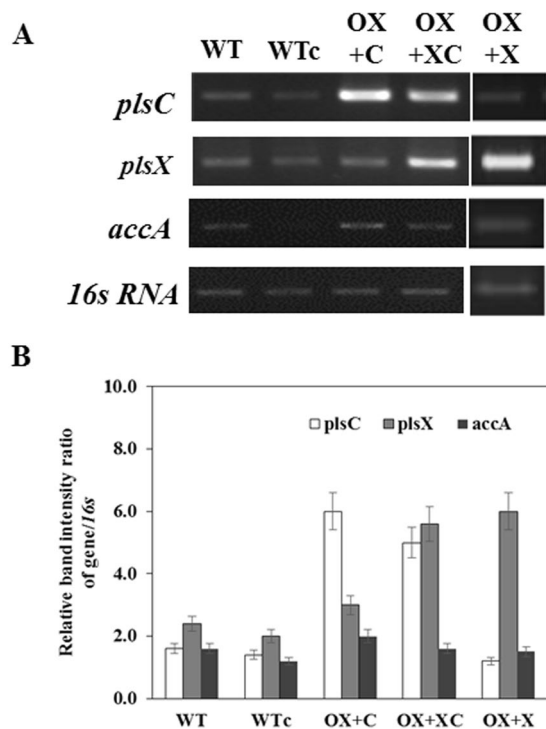 A
WT WTc OX +C OX +XC OX +X
plsC
plsX
accA
16s RNA
B
Relative band intensity ratio
of gene/16s
10.0
8.0
6.0
4.0
2.0
0.0
plsC plsX accA
WT WTc OX+C OX+XC OX+X